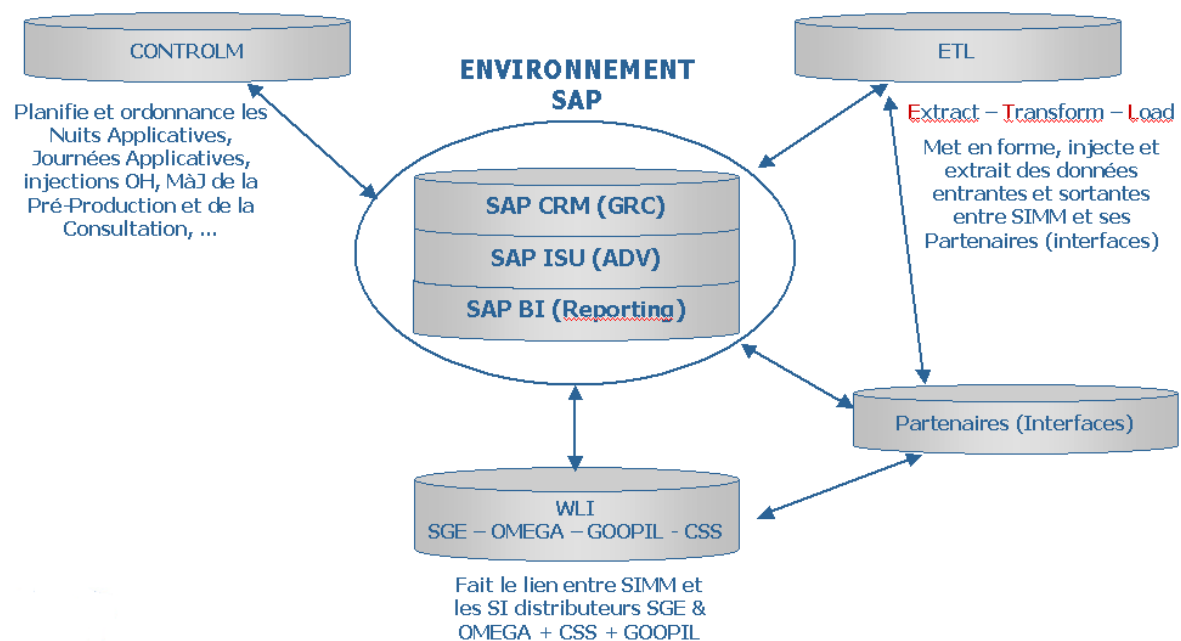 CONTROLM
Planifie et ordonnance les
Nuits Applicatives,
Journées Applicatives,
injections OH, MàJ de la
Pré-Production et de la
Consultation, ...
ENVIRONNEMENT
SAP
SAP CRM (GRC)
SAP ISU (ADV)
SAP BI (Reporting)
ETL
Extract – Transform – Load
Met en forme, injecte et
extrait des données
entrantes et sortantes
entre SIMM et ses
Partenaires (interfaces)
Partenaires (Interfaces)
WLI
SGE – OMEGA – GOOPIL - CSS
Fait le lien entre SIMM et
les SI distributeurs SGE &
OMEGA + CSS + GOOPIL